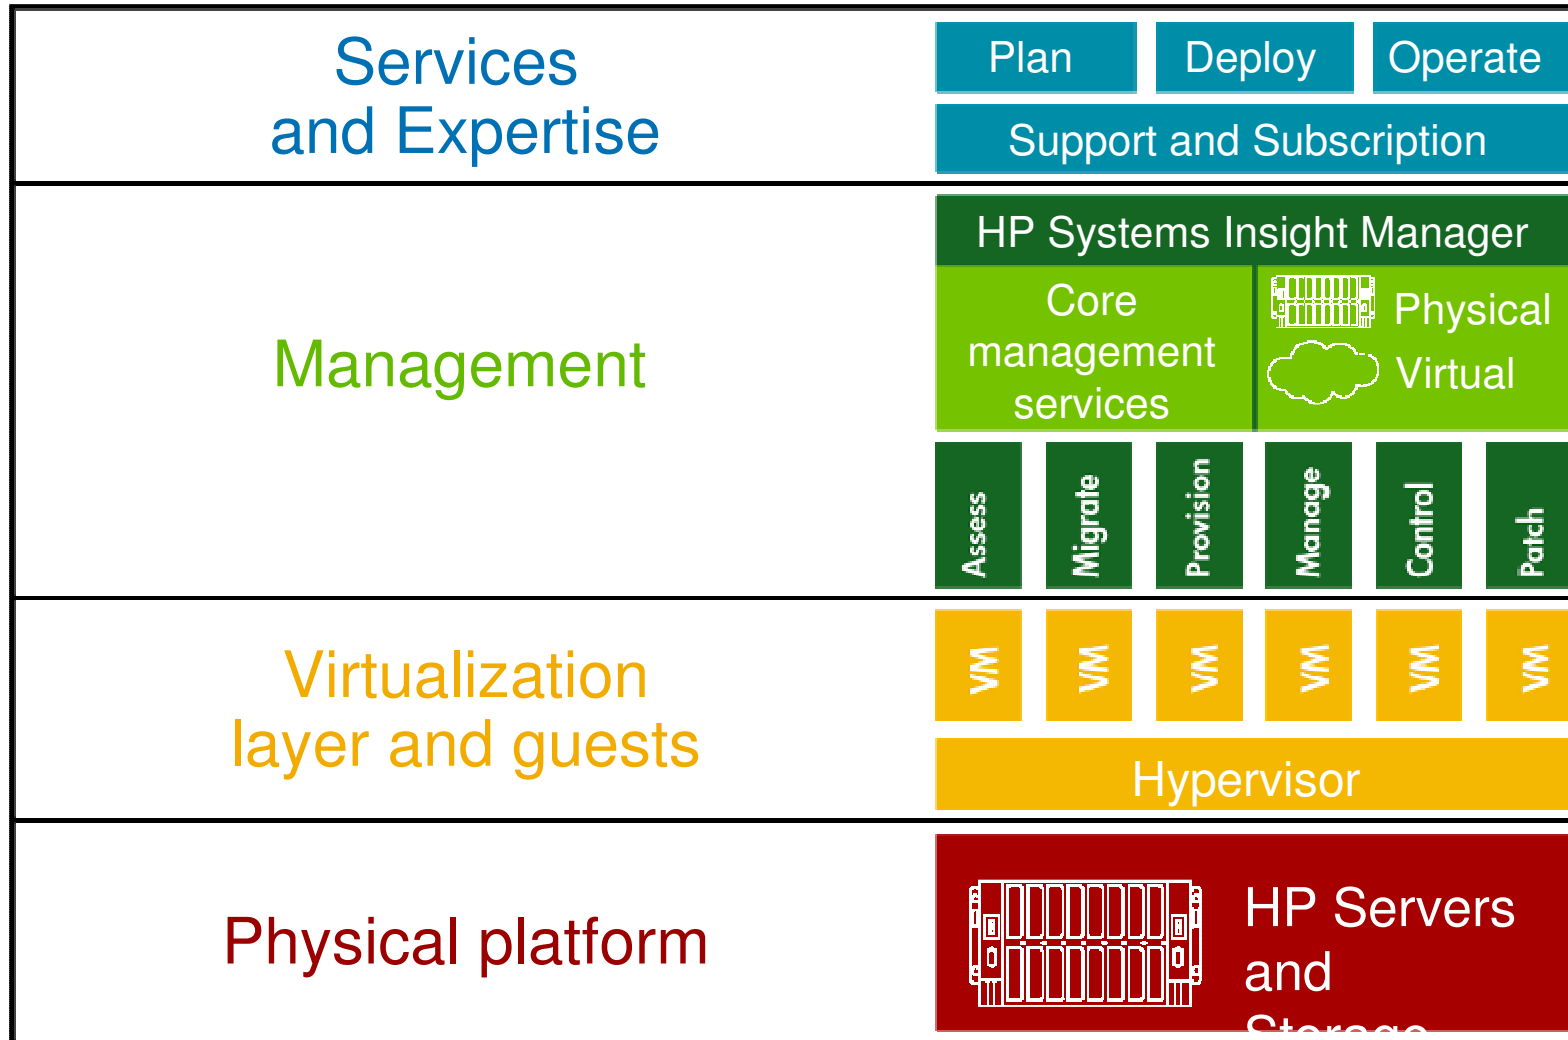 Services
and Expertise
Plan
Deploy
Operate
Support and Subscription
Management
HP Systems Insight Manager
Core
management
services
Physical
Virtual
Assess
Migrate
Provision
Manage
Control
Patch
Virtualization
layer and guests
VM
VM
VM
VM
VM
VM
Hypervisor
Physical platform
HP Servers
and
Storage